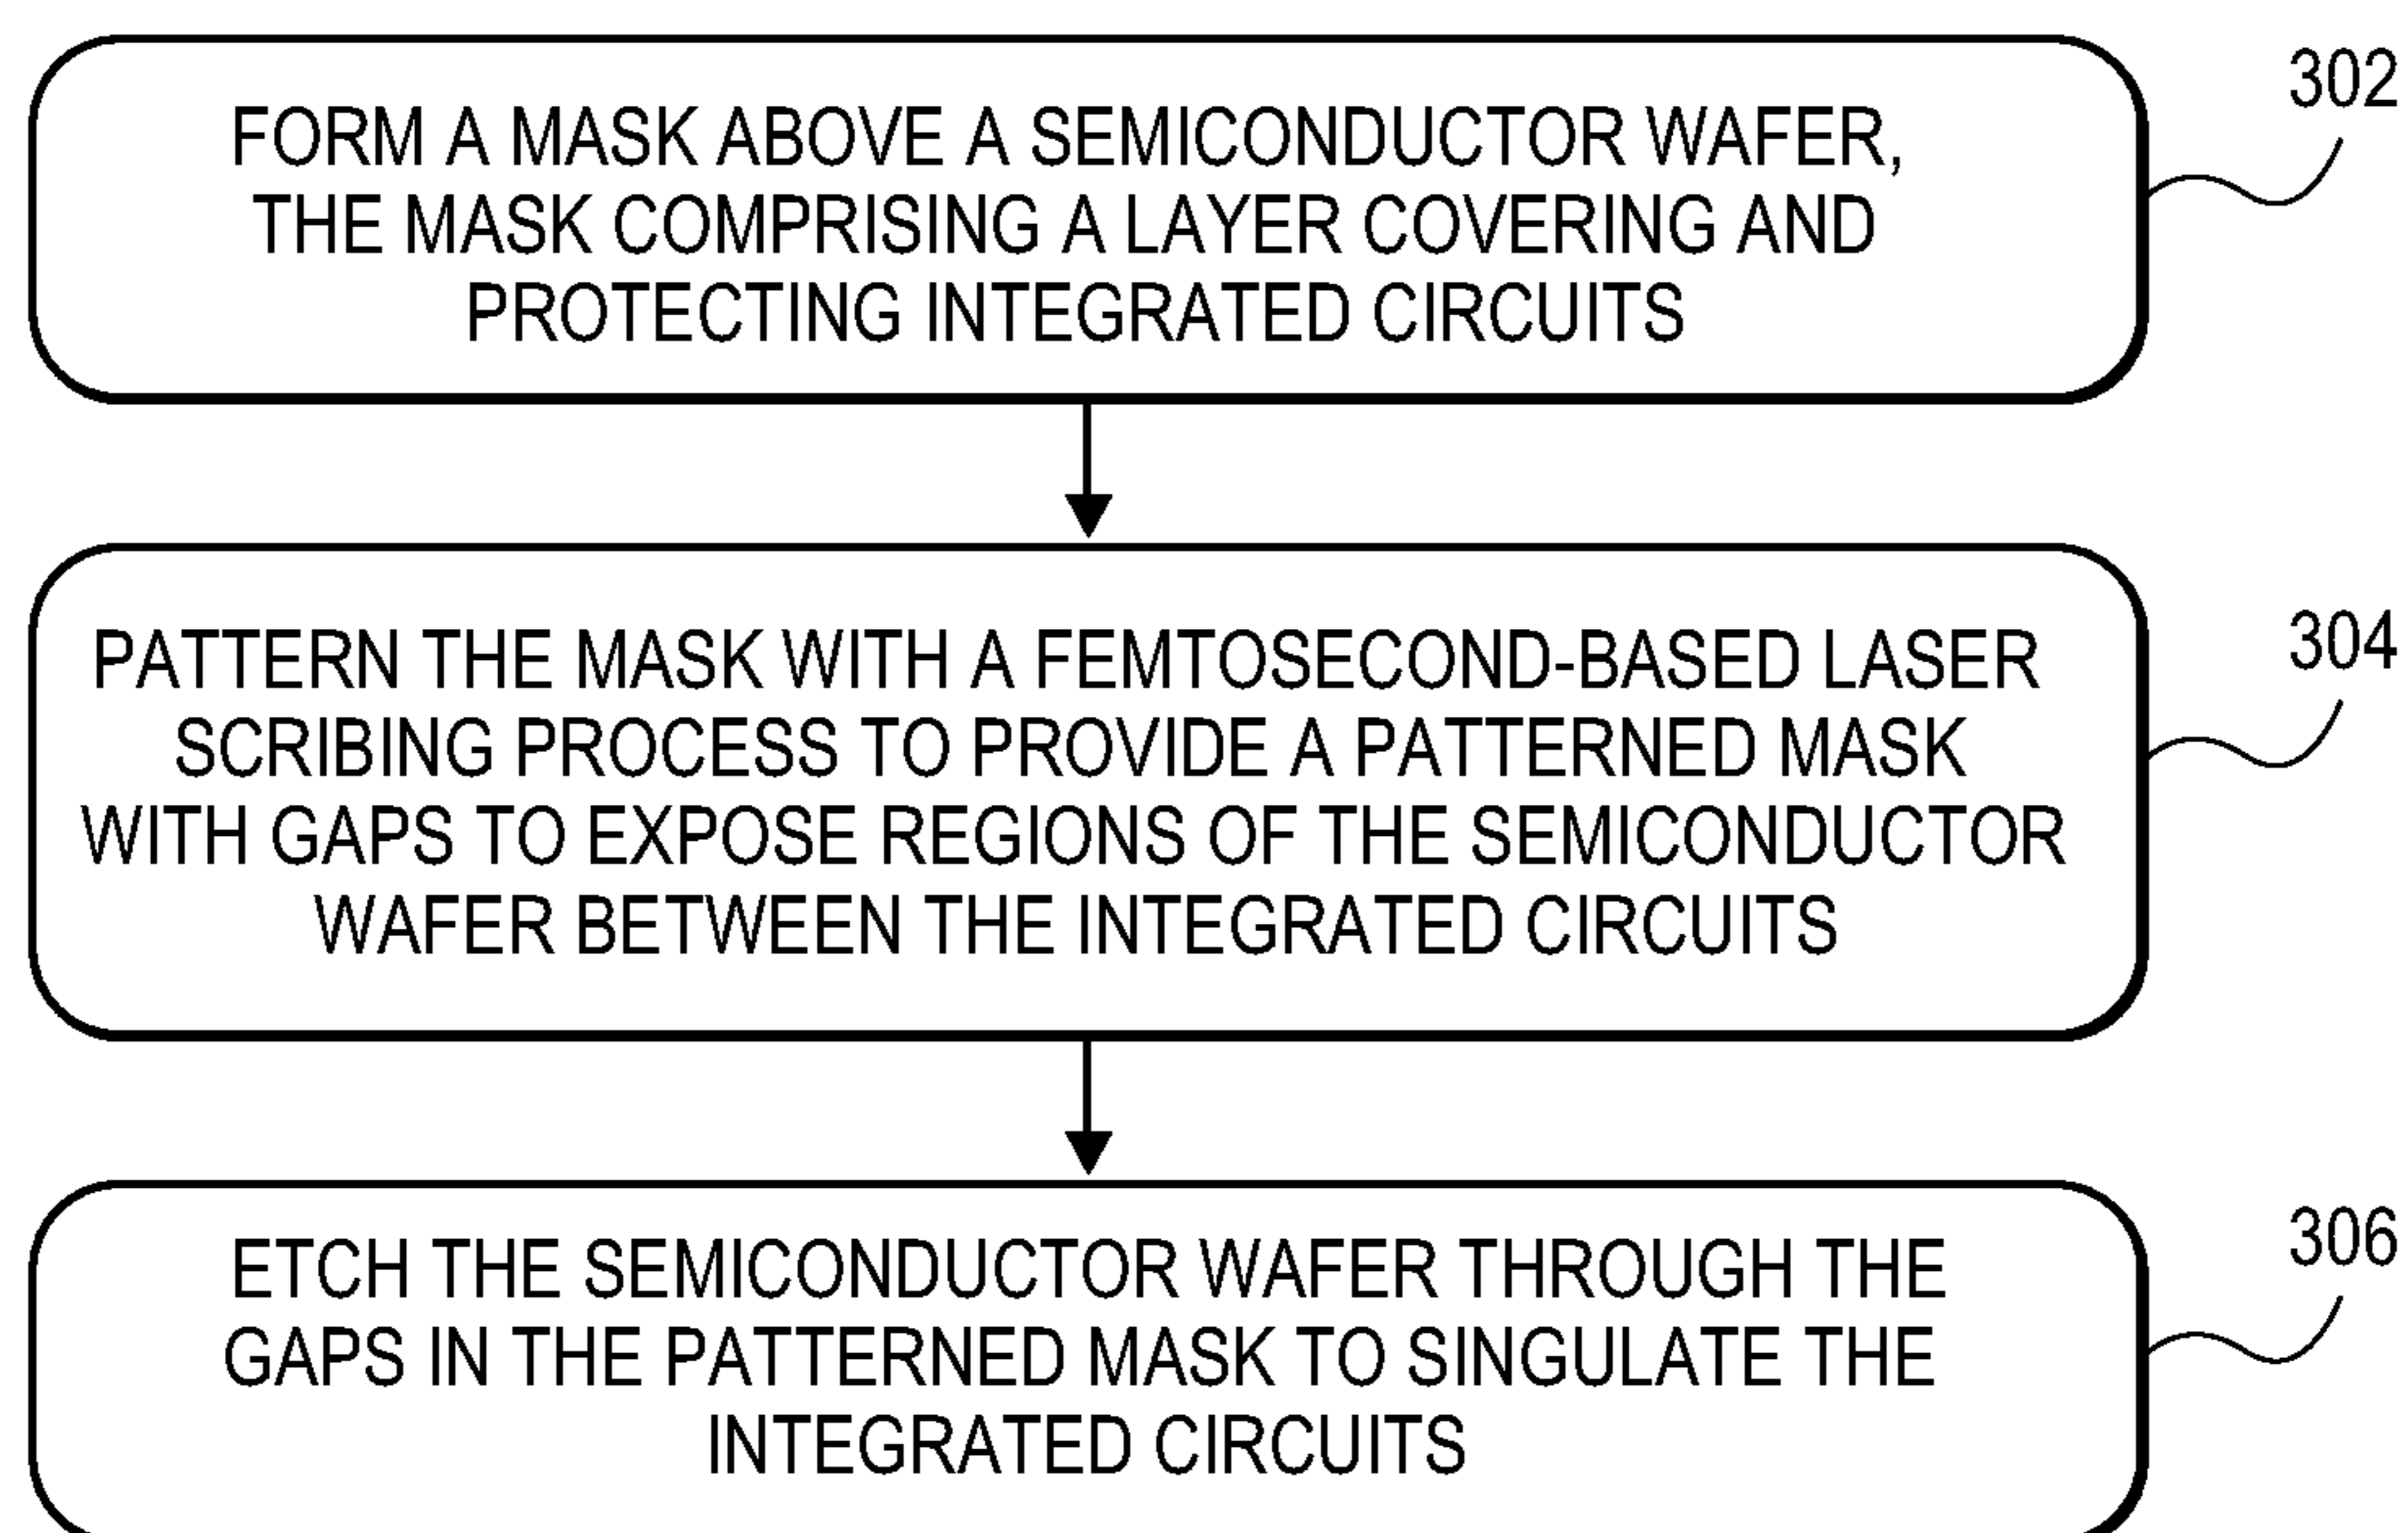 FORM A MASK ABOVE A SEMICONDUCTOR WAFER,
THE MASK COMPRISING A LAYER COVERING AND
PROTECTING INTEGRATED CIRCUITS
302
PATTERN THE MASK WITH A FEMTOSECOND-BASED LASER
SCRIBING PROCESS TO PROVIDE A PATTERNED MASK
WITH GAPS TO EXPOSE REGIONS OF THE SEMICONDUCTOR
WAFER BETWEEN THE INTEGRATED CIRCUITS
304
ETCH THE SEMICONDUCTOR WAFER THROUGH THE
GAPS IN THE PATTERNED MASK TO SINGULATE THE
INTEGRATED CIRCUITS
306